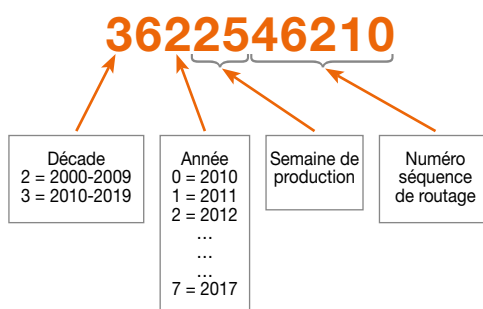 3622546210
Décade
2 = 2000-2009
3 = 2010-2019
Année
0 = 2010
1 = 2011
2 = 2012
...
...
...
7 = 2017
Semaine de
production
Numéro
séquence
de routage